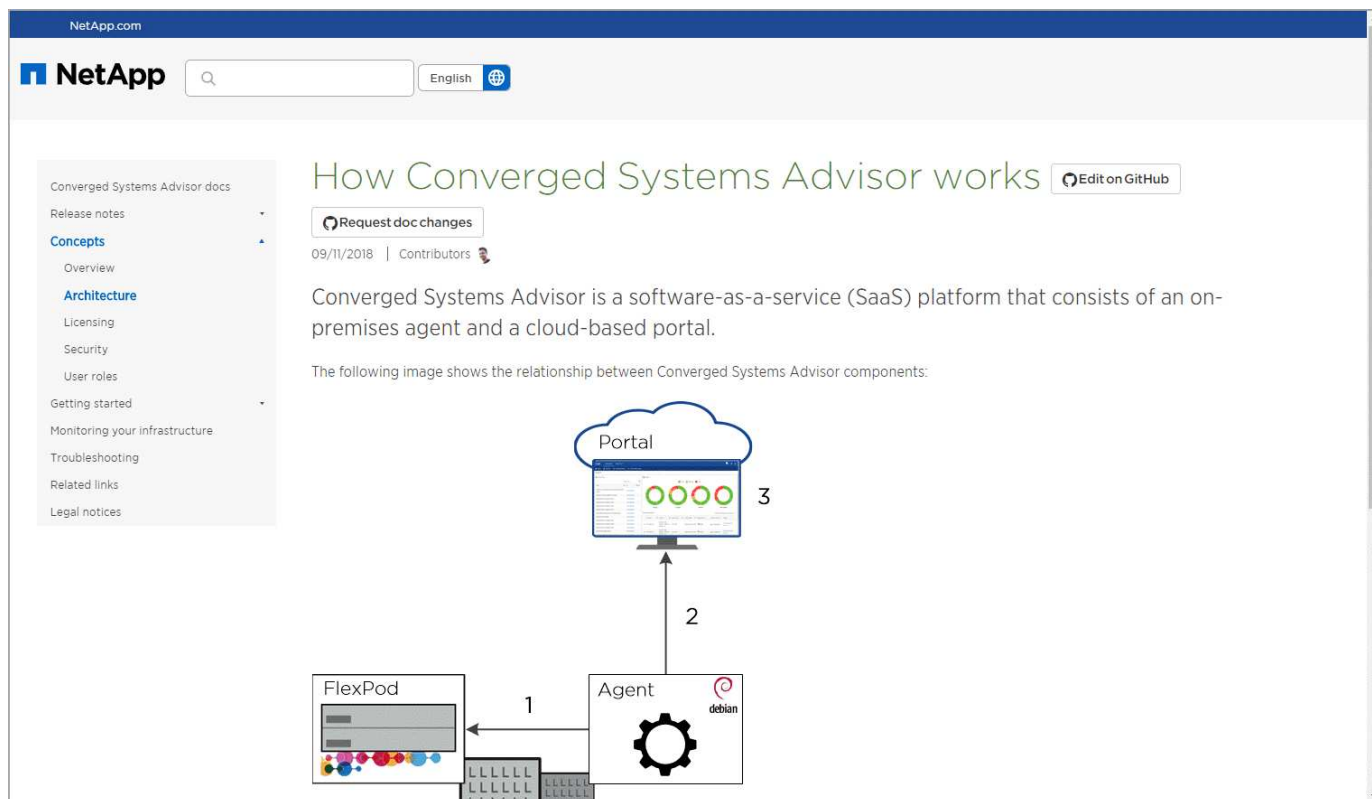 NetApp.com
NetApp
English
Converged Systems Advisor docs
Release notes
Concepts
Overview
Architecture
Licensing
Security
User roles
Getting started
Monitoring your infrastructure
Troubleshooting
Related links
Legal notices
How Converged Systems Advisor works
Edit on GitHub
Request doc changes
09/11/2018 | Contributors
Converged Systems Advisor is a software-as-a-service (SaaS) platform that consists of an on-
premises agent and a cloud-based portal.
The following image shows the relationship between Converged Systems Advisor components:
Portal
3
2
FlexPod
1
Agent
debian
LLLLLL LLLLLL
LLLLLL LLLLLL